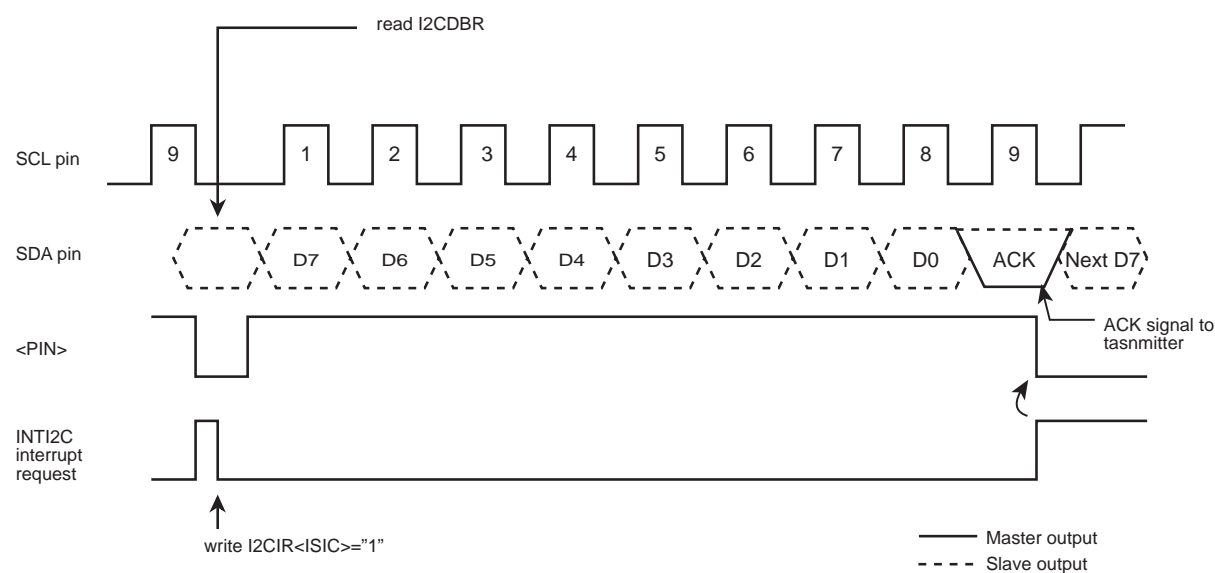 read I2CDBR
SCL pin
9 1 2 3 4 5 6 7 8 9
SDA pin
D7 D6 D5 D4 D3 D2 D1 D0 ACK Next D7
ACK signal to
tasnmitter
<PIN>
INTI2C
interrupt
request
write I2CIR<ISIC>=”1”
Master output
Slave output